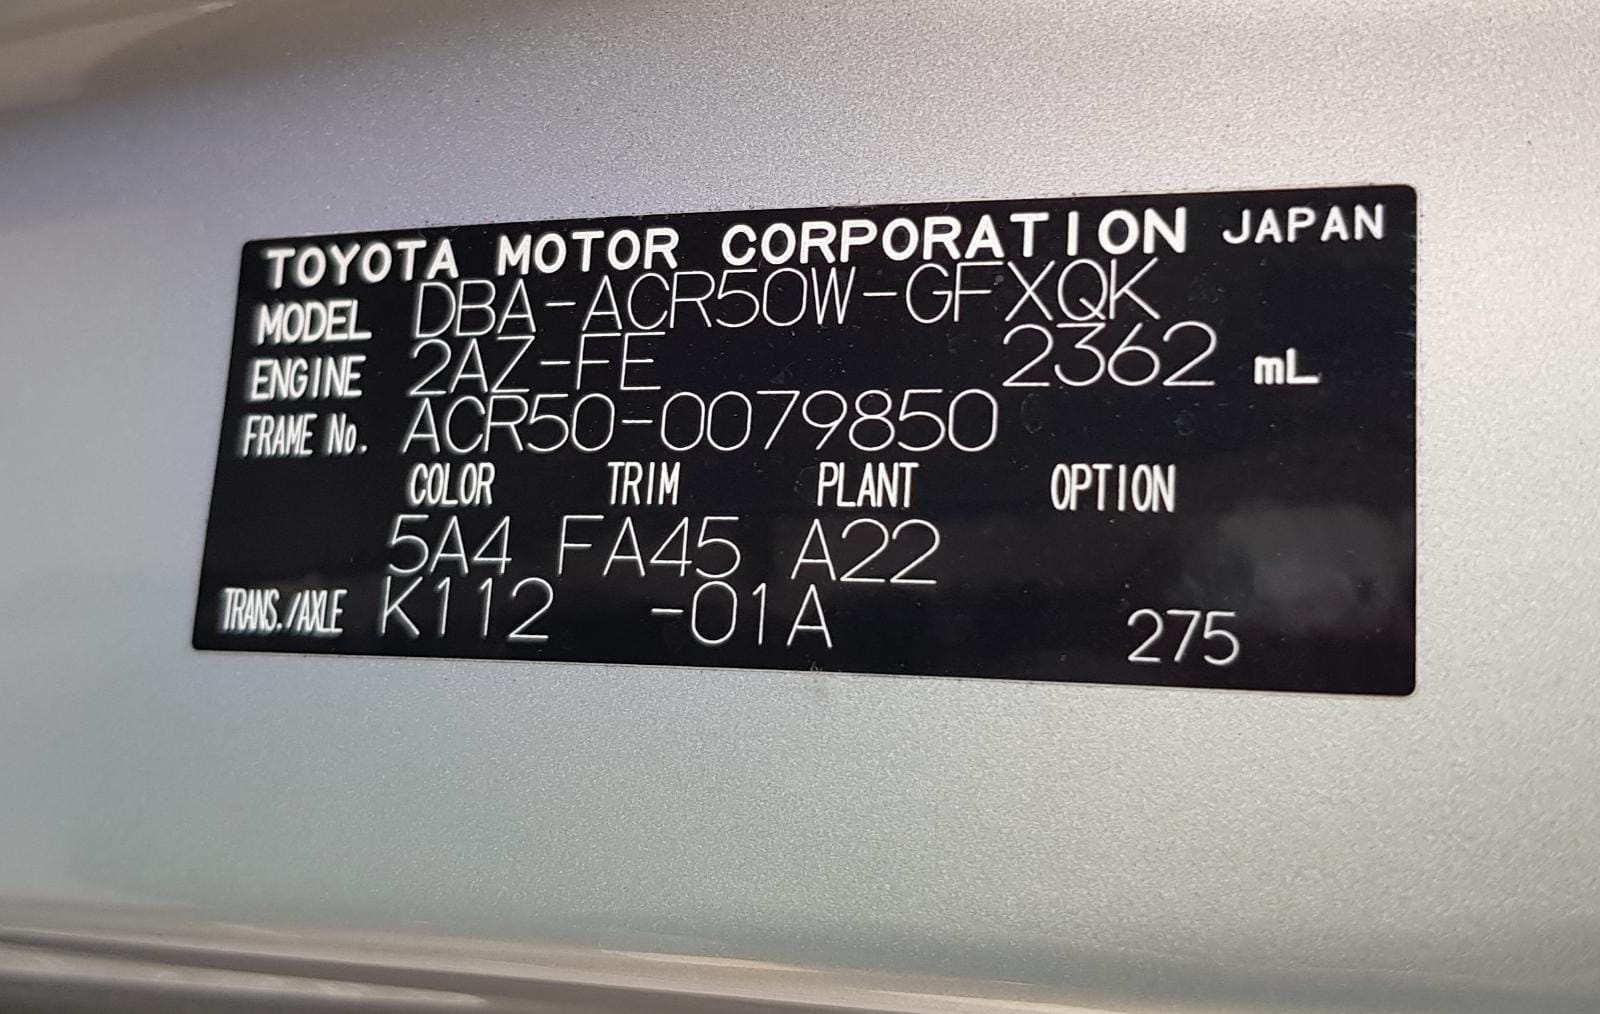 TOYOTA MOTOR CORPORATION JAPAN
MODEL DBA-ACR50W-GFXQK
ENGINE 2AZ-FE 2362 mL
FRAME No. ACR50-0079850
COLOR TRIM PLANT OPTION
5A4 FA45 A22
TRANS./AXLE K112 -01A 275